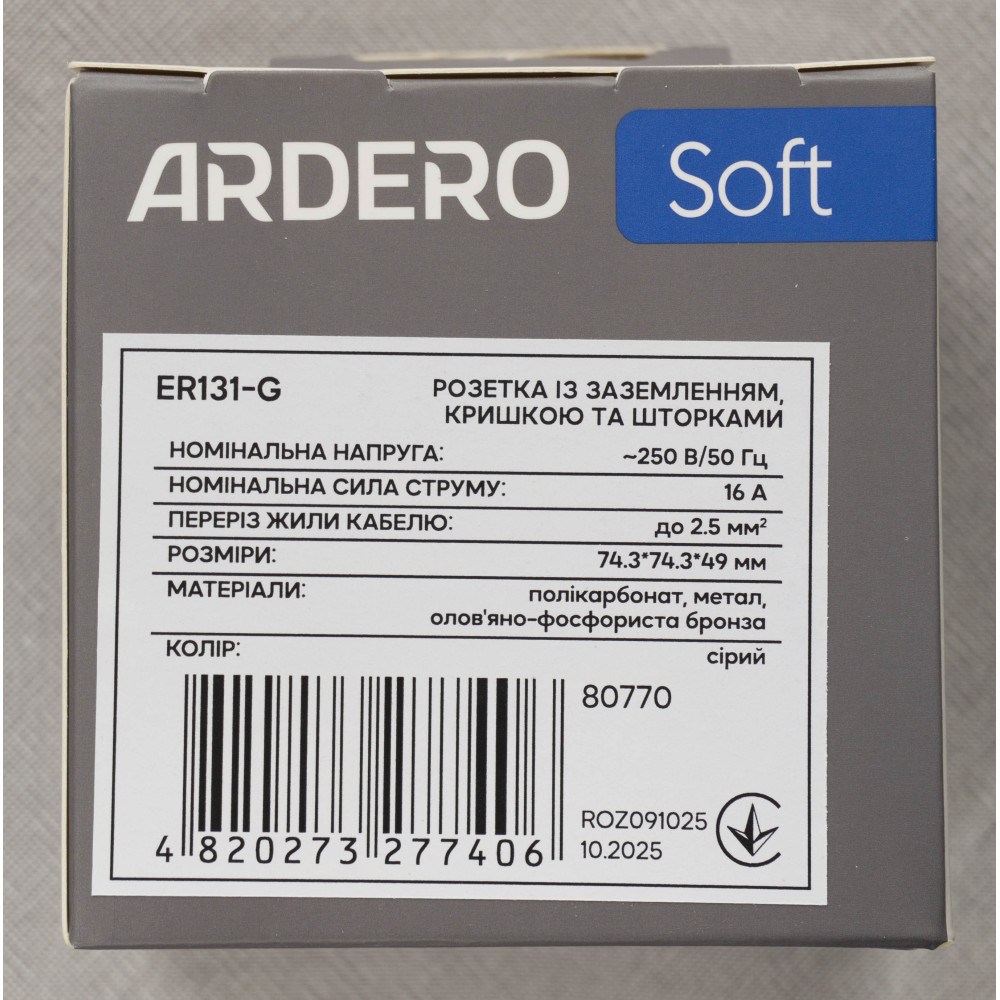 ARDERO Soft
ER131-G
РОЗЕТКА ІЗ ЗАЗЕМЛЕННЯМ,
КРИШКОЮ ТА ШТОРКАМИ
НОМІНАЛЬНА НАПРУГА: ~250 В/50 Гц
НОМІНАЛЬНА СИЛА СТРУМУ: 16 А
ПЕРЕРІЗ ЖИЛИ КАБЕЛЮ: до 2.5 мм²
РОЗМІРИ: 74.3*74.3*49 мм
МАТЕРІАЛИ: полікарбонат, метал,
олов'яно-фосфориста бронза
КОЛІР: сірий
80770
ROZ091025
10.2025
4 820273 277406